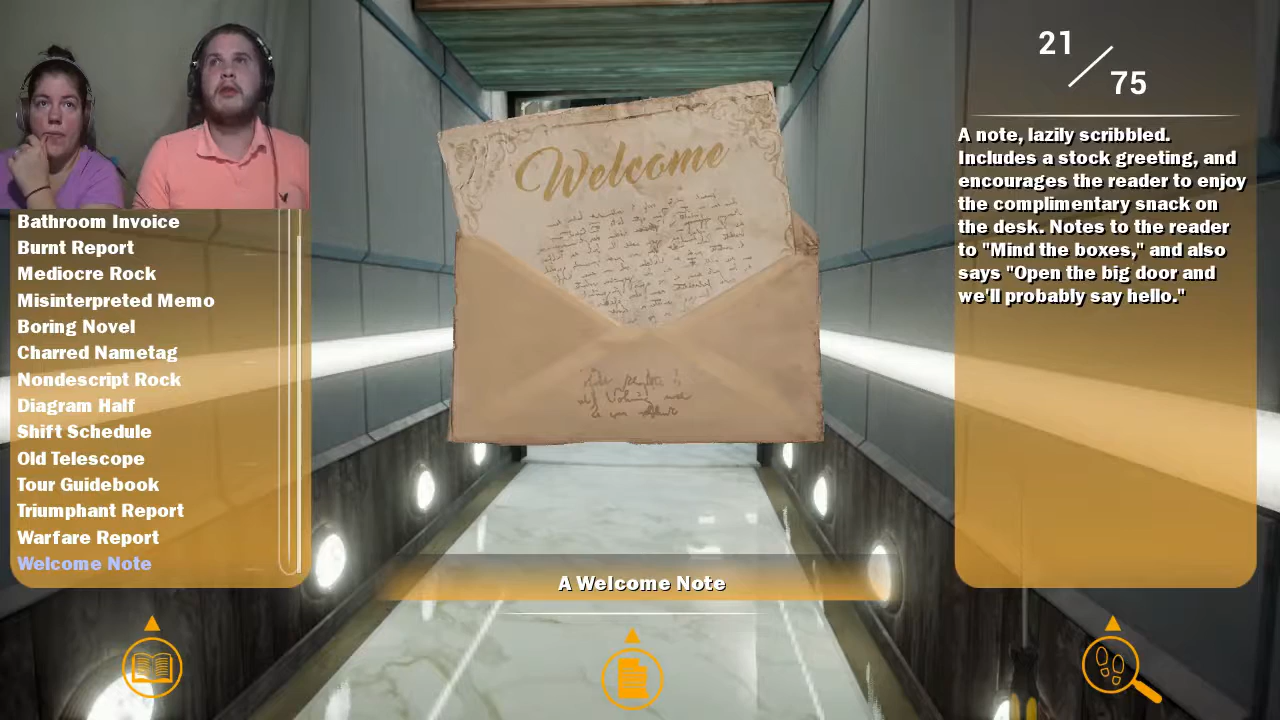 21
75
Welcome
A note, lazily scribbled.
Includes a stock greeting, and
encourages the reader to enjoy
the complimentary snack on
the desk. Notes to the reader
to "Mind the boxes," and also
says "Open the big door and
we'll probably say hello."
Bathroom Invoice
Burnt Report
Mediocre Rock
Misinterpreted Memo
Boring Novel
Charred Nametag
Nondescript Rock
Diagram Half
Shift Schedule
Old Telescope
Tour Guidebook
Triumphant Report
Warfare Report
Welcome Note
A Welcome Note